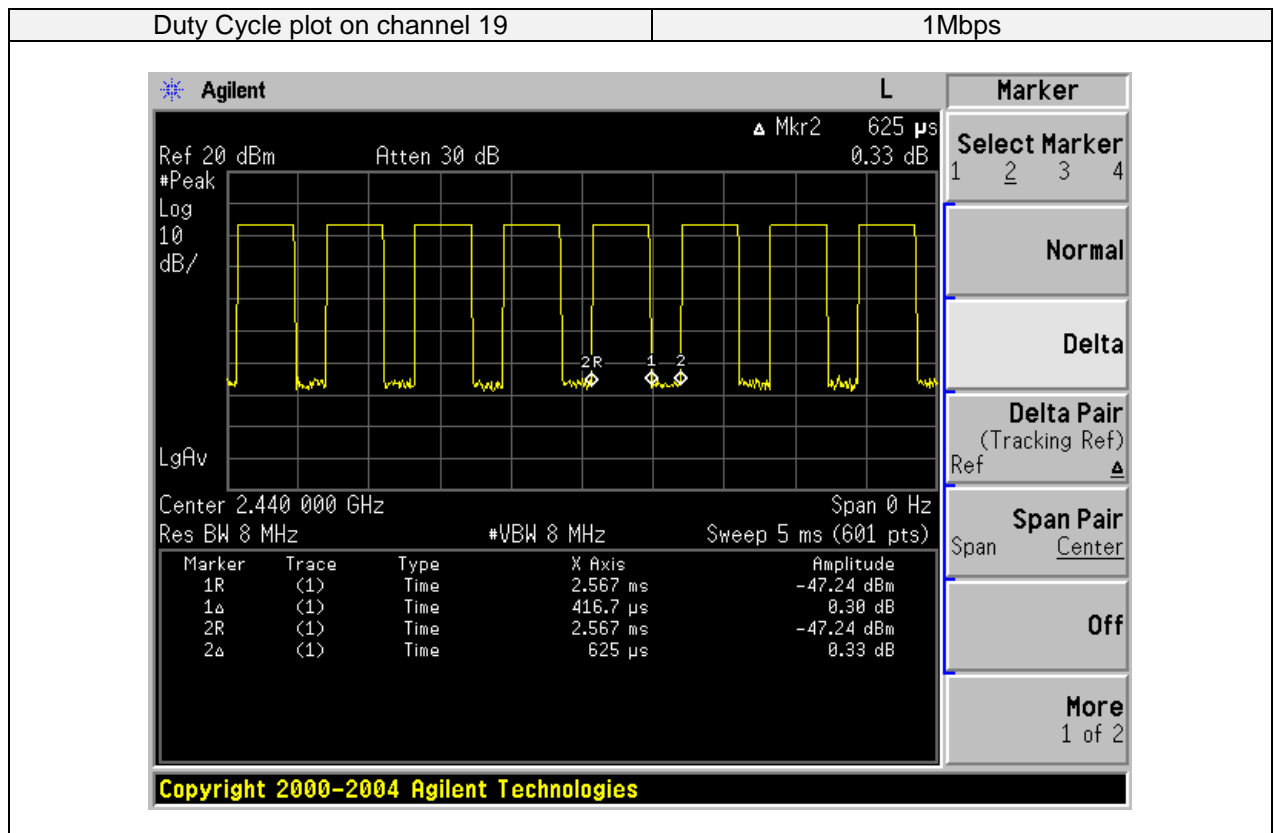 Duty Cycle plot on channel 19 1Mbps
Agilent L Marker
Δ Mkr2 625 µs
Ref 20 dBm Atten 30 dB 0.33 dB
#Peak
Log
10
dB/
2R 1 2
LgAv
Center 2.440 000 GHz Span 0 Hz
Res BW 8 MHz #VBW 8 MHz Sweep 5 ms (601 pts)
Marker Trace Type X Axis Amplitude
1R (1) Time 2.567 ms -47.24 dBm
1Δ (1) Time 416.7 µs 0.30 dB
2R (1) Time 2.567 ms -47.24 dBm
2Δ (1) Time 625 µs 0.33 dB
Select Marker
1 2 3 4
Normal
Delta
Delta Pair
(Tracking Ref)
Ref Δ
Span Pair
Span Center
Off
More
1 of 2
Copyright 2000-2004 Agilent Technologies